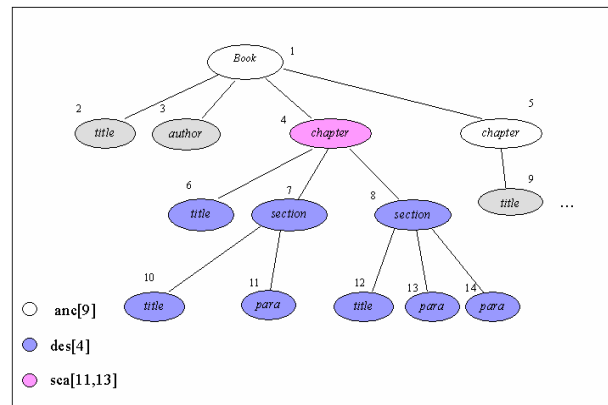 Book 1
2 3 5
title author 4 chapter chapter
6 7 8 9
title section section title ...
10 11 12 13 14
title para title para para
anc[9]
des[4]
sca[11,13]